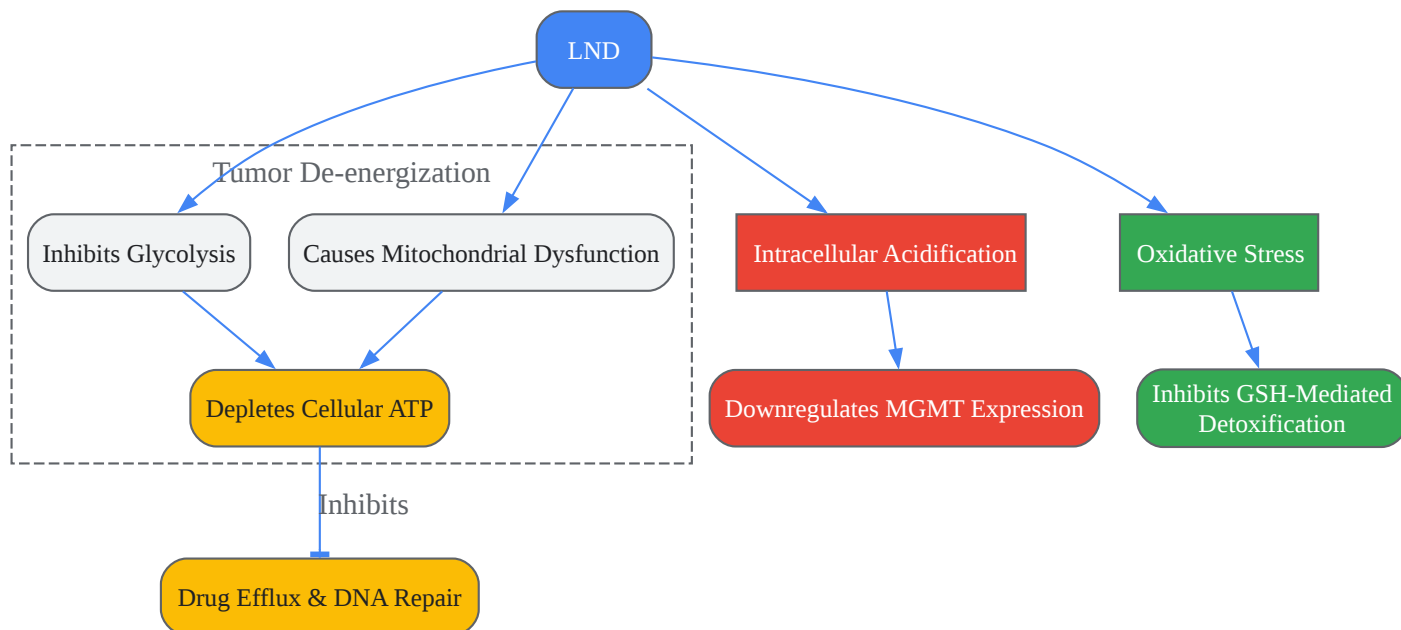 LND
Tumor De-energization
Inhibits Glycolysis
Causes Mitochondrial Dysfunction
Intracellular Acidification
Oxidative Stress
Depletes Cellular ATP
Downregulates MGMT Expression
Inhibits GSH-Mediated
Detoxification
Inhibits
Drug Efflux & DNA Repair